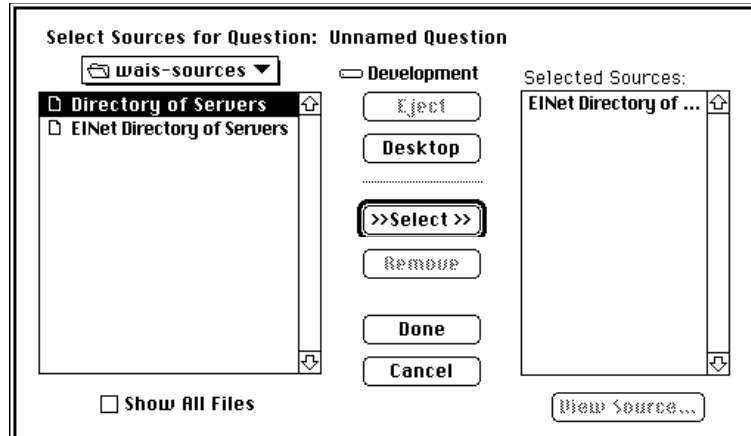 Select Sources for Question: Unnamed Question
wais-sources
Directory of Servers
EINet Directory of Servers
Show All Files
Development
Eject
Desktop
>>Select >>
Remove
Done
Cancel
Selected Sources:
EINet Directory of ...
View Source...